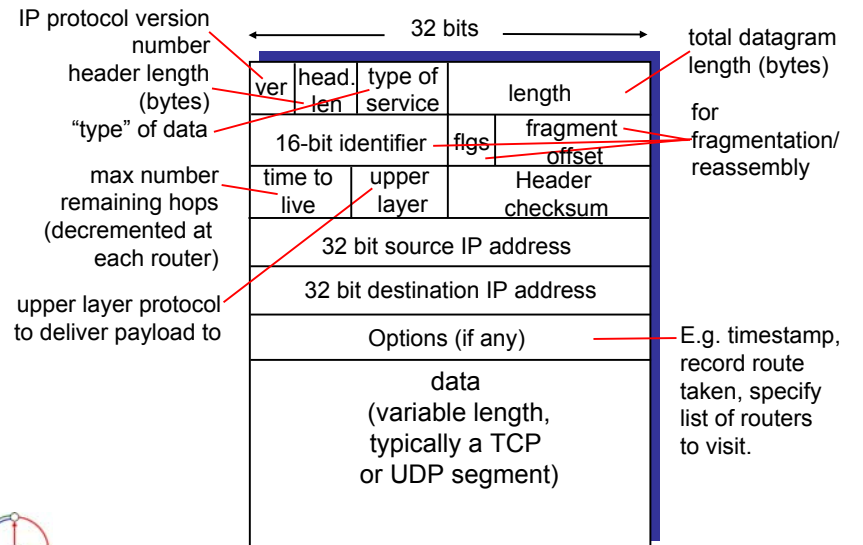 IP protocol version
number
header length
(bytes)
“type” of data
max number
remaining hops
(decremented at
each router)
upper layer protocol
to deliver payload to
32 bits
ver
head.
len
type of
service
length
16-bit identifier
flgs
fragment
offset
time to
live
upper
layer
Header
checksum
32 bit source IP address
32 bit destination IP address
Options (if any)
data
(variable length,
typically a TCP
or UDP segment)
total datagram
length (bytes)
for
fragmentation/
reassembly
E.g. timestamp,
record route
taken, specify
list of routers
to visit.